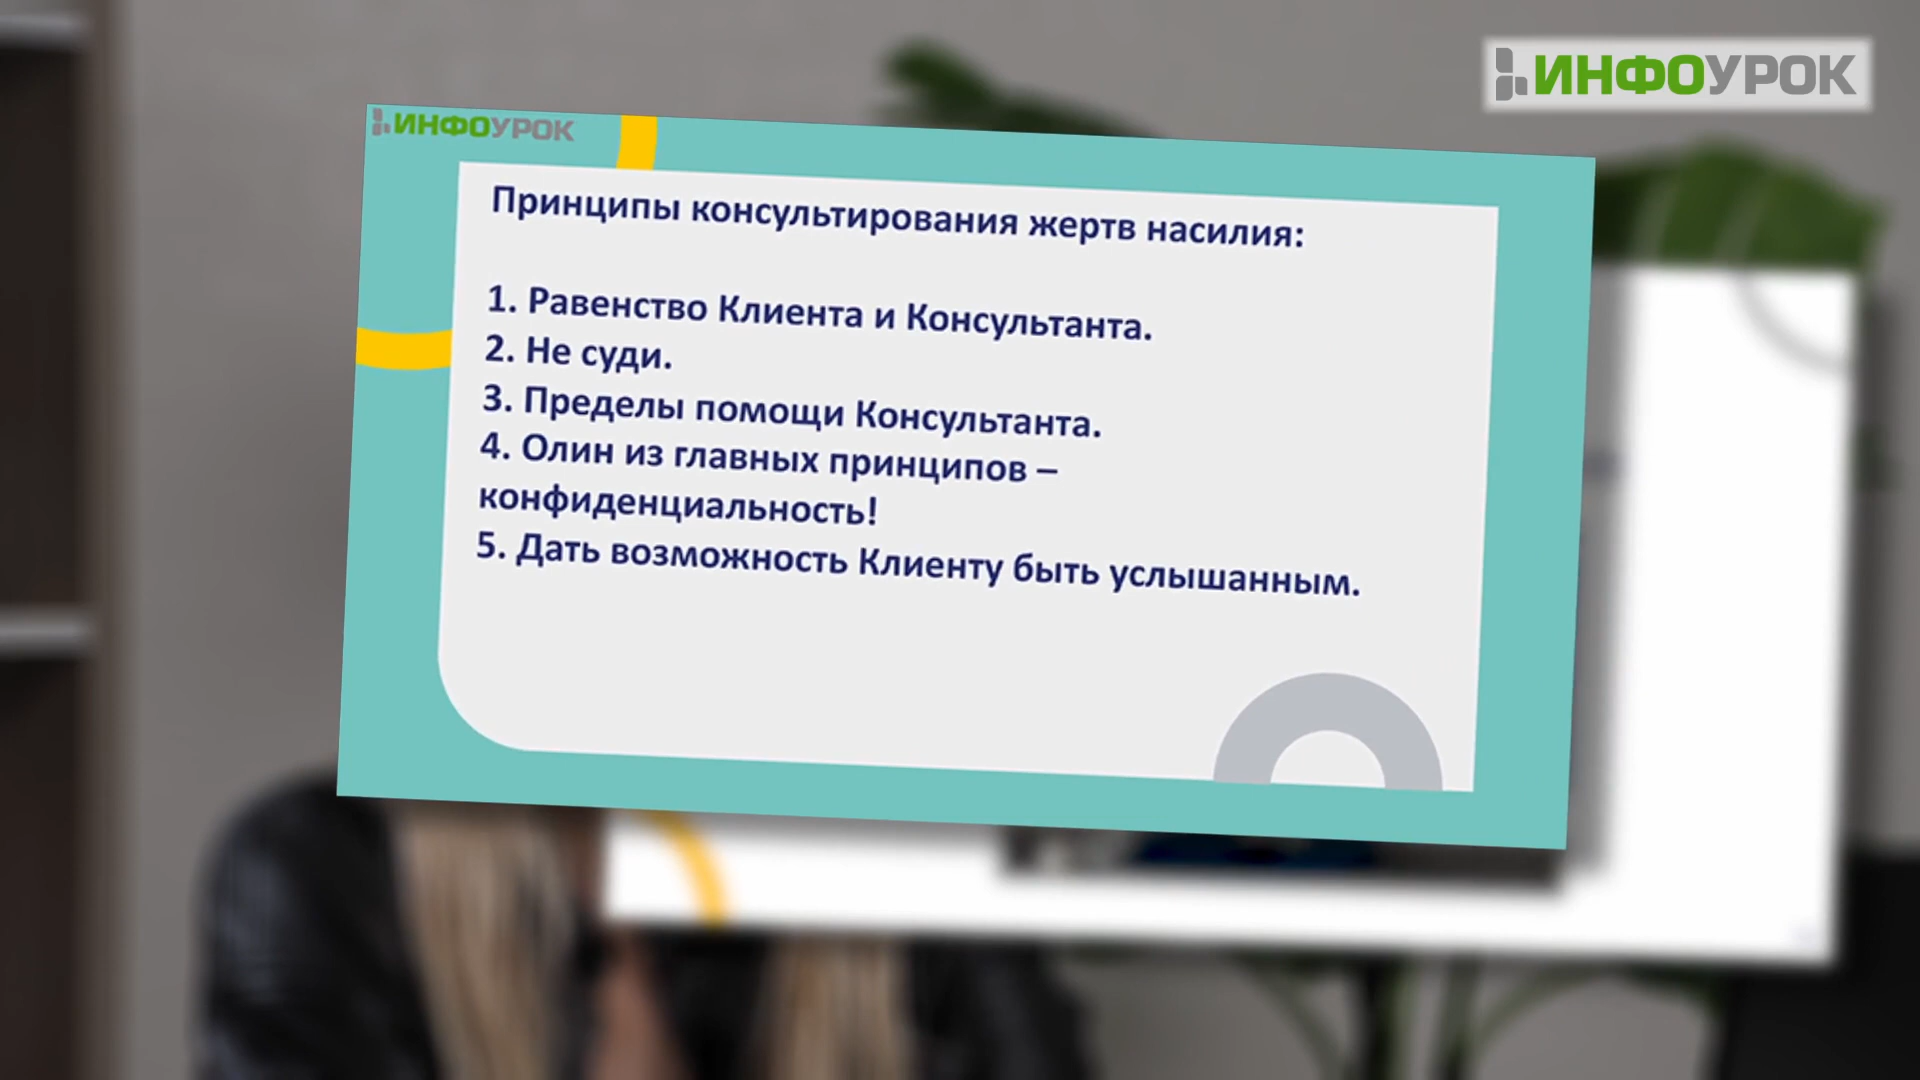 ИНФОУРОК
ИНФОУРОК
Принципы консультирования жертв насилия:
1. Равенство Клиента и Консультанта.
2. Не суди.
3. Пределы помощи Консультанта.
4. Олин из главных принципов –
конфиденциальность!
5. Дать возможность Клиенту быть услышанным.